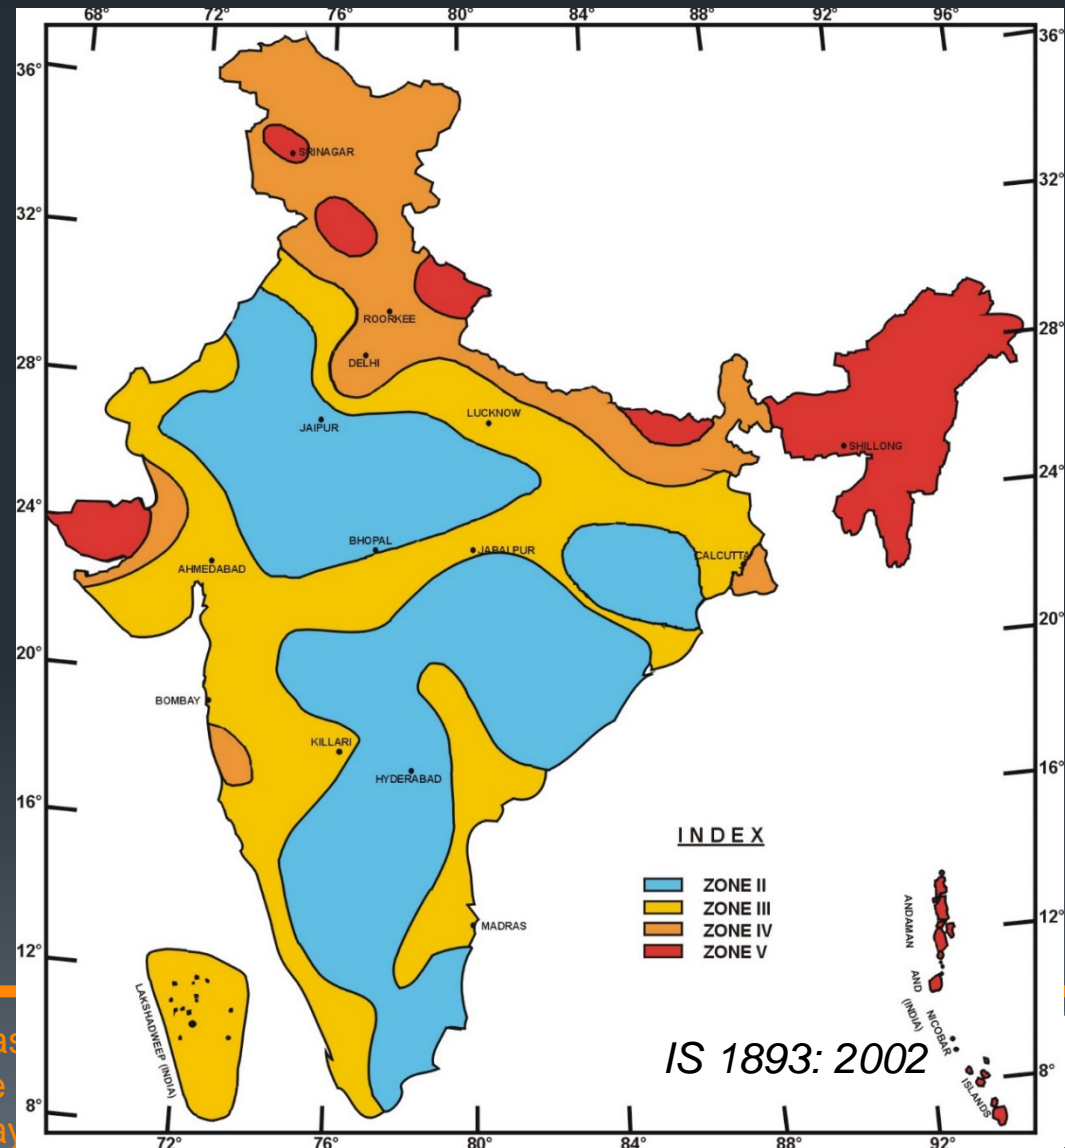 68° 72° 76° 80° 84° 88° 92° 96°
36° 36°
SRINAGAR
32° 32°
ROORKEE
28° 28°
DELHI
LUCKNOW
JAIPUR
SHILLONG
24° 24°
BHOPAL
JABALPUR
CALCUTTA
AHMEDABAD
20° 20°
BOMBAY
KILLARI
HYDERABAD
16° 16°
INDEX
ZONE II
ZONE III
ZONE IV
ZONE V
MADRAS
12° 12°
LAKSHADWEEP (INDIA)
ANDAMAN
AND
(INDIA)
NICOBAR
ISLANDS
IS 1893: 2002
8° 8°
72° 76° 80° 84° 88° 92°